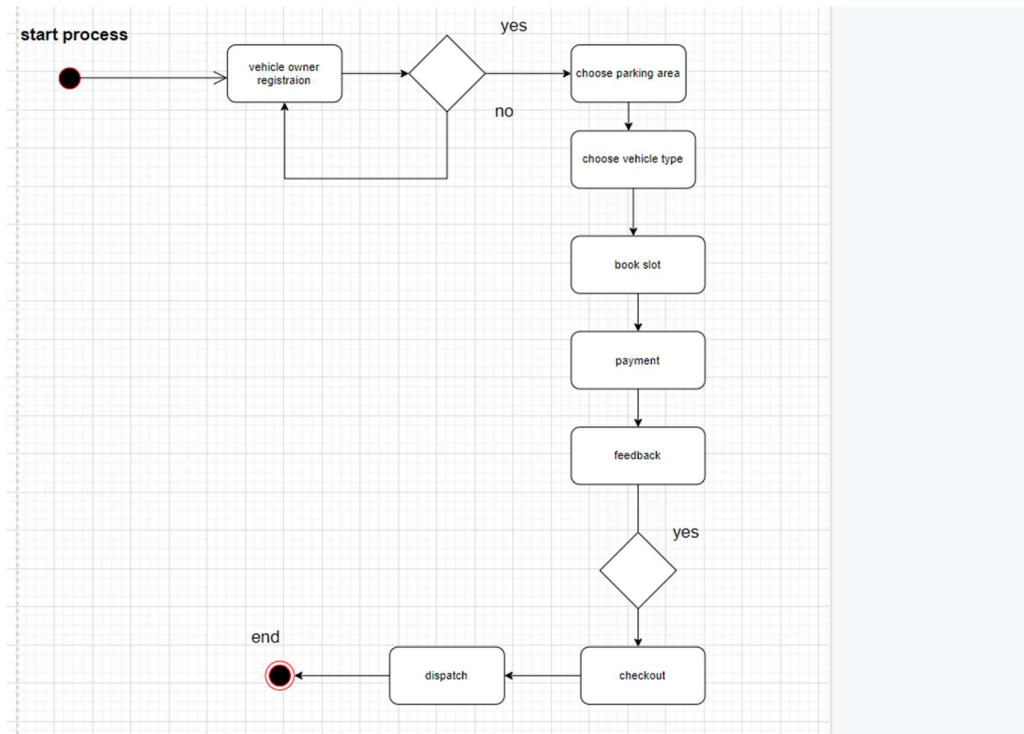 start process
yes
vehicle owner
registraion
choose parking area
no
choose vehicle type
book slot
payment
feedback
yes
end
dispatch
checkout